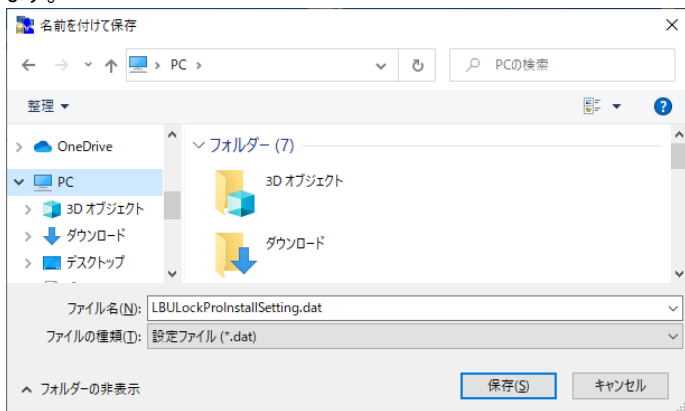 名前を付けて保存
PC
PCの検索
整理
OneDrive
PC
3D オブジェクト
ダウンロード
デスクトップ
フォルダー (7)
3D オブジェクト
ダウンロード
ファイル名(N): LBULockProInstallSetting.dat
ファイルの種類(T): 設定ファイル (*.dat)
フォルダーの非表示
保存(S) キャンセル